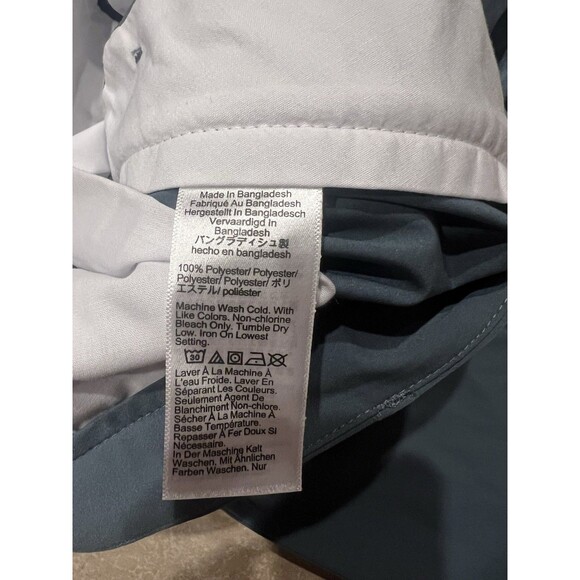 Made In Bangladesh
Fabriqué Au Bangladesh
Hergestellt In Bangladesch
Vervaardigd In
Bangladesh
バングラディシュ製
hecho en bangladesh
100% Polyester/ Polyester/
Polyester/ Polyester/ ポリ
エステル/ poliéster
Machine Wash Cold. With
Like Colors. Non-chlorine
Bleach Only. Tumble Dry
Low. Iron On Lowest
Setting.
30
Laver À La Machine À
L'eau Froide. Laver En
Séparant Les Couleurs.
Seulement Agent De
Blanchiment Non-chlore.
Sécher À La Machine À
Basse Température.
Repasser À Fer Doux Si
Nécessaire.
In Der Maschine Kalt
Waschen, Mit Ähnlichen
Farben Waschen. Nur